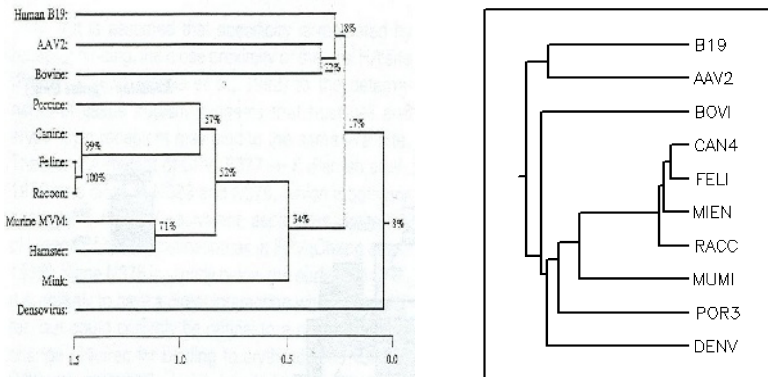 Human B19:
18%
AAV2:
22%
Bovine:
Porcine:
57%
17%
Canine:
99%
Feline:
100%
52%
Racoon:
Murine MVM:
71%
34%
8%
Hamster:
Mink:
Densovirus:
1.5
1.0
0.5
0.0
B19
AAV2
BOVI
CAN4
FELI
MIEN
RACC
MUMI
POR3
DENV